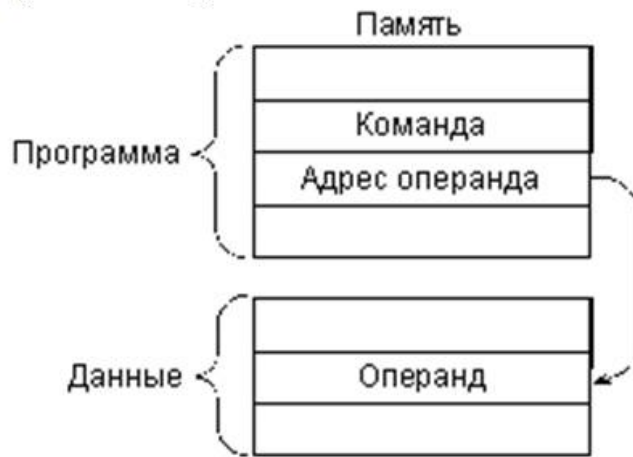 Память
Команда
Программа
Адрес операнда
Данные
Операнд